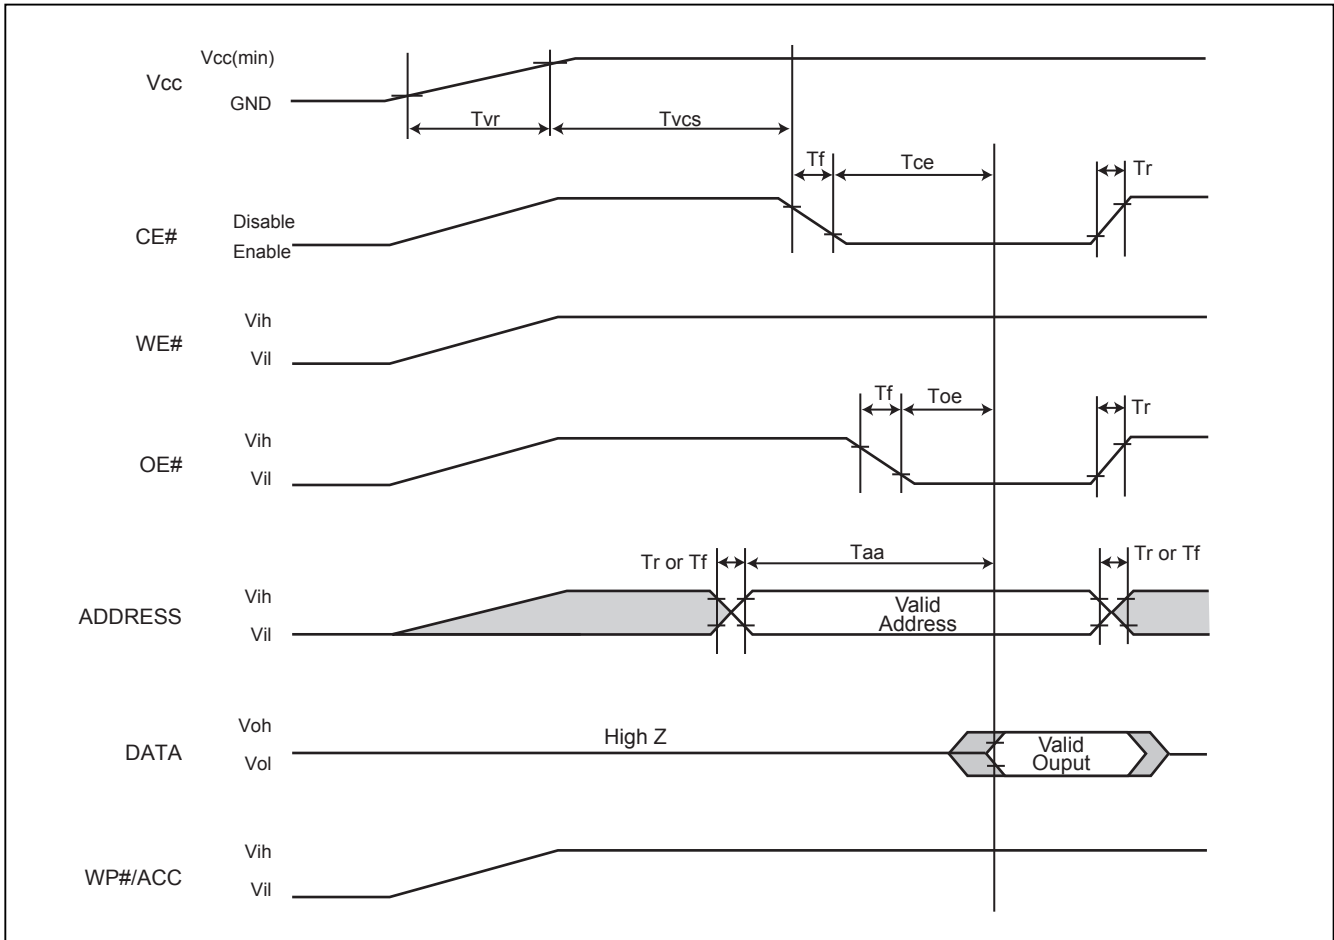 Vcc(min)
Vcc
GND
Tvr
Tvcs
Tf
Tce
Tr
Disable
CE#
Enable
Vih
WE#
Vil
Tf
Toe
Tr
Vih
OE#
Vil
Tr or Tf
Taa
Tr or Tf
Vih
ADDRESS
Vil
Valid
Address
Voh
DATA
Vol
High Z
Valid
Ouput
Vih
WP#/ACC
Vil